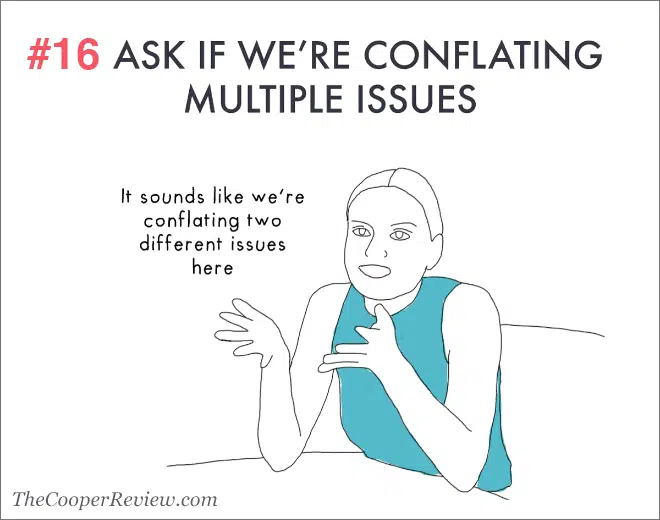 #16 ASK IF WE'RE CONFLATING
MULTIPLE ISSUES
It sounds like we're
conflating two
different issues
here
TheCooperReview.com